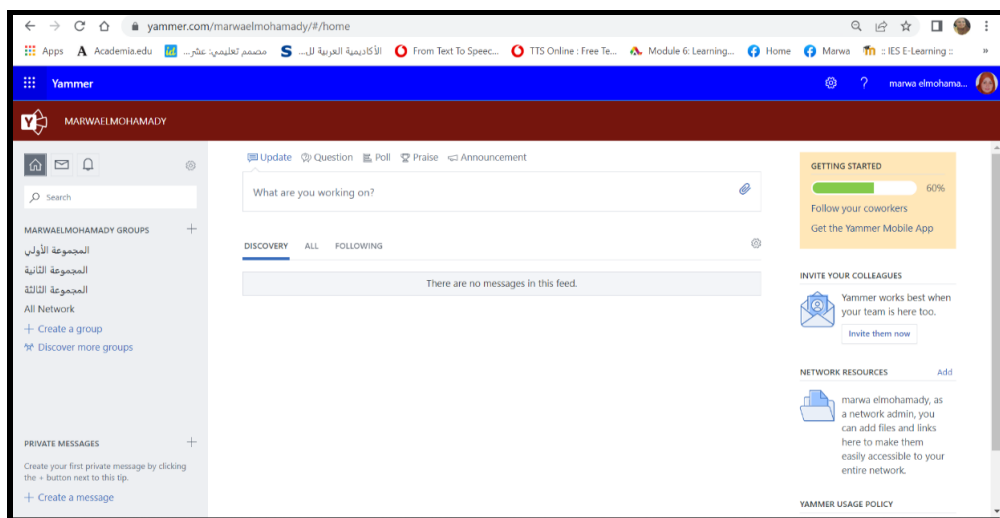 yammer.com/marwaelmohamady/#/home
Apps A Academia.edu id مصمم تعليمي: عشر... S الأكاديمية العربية لل... From Text To Speec... TTS Online : Free Te... Module 6: Learning... Home Marwa :: IES E-Learning :: »
Yammer ? marwa elmohama...
MARWAELMOHAMADY
Search
MARWAELMOHAMADY GROUPS
المجموعة الأولي
المجموعة الثانية
المجموعة الثالثة
All Network
Create a group
Discover more groups
PRIVATE MESSAGES
Create your first private message by clicking
the + button next to this tip.
Create a message
Update Question Poll Praise Announcement
What are you working on?
DISCOVERY ALL FOLLOWING
There are no messages in this feed.
GETTING STARTED
60%
Follow your coworkers
Get the Yammer Mobile App
INVITE YOUR COLLEAGUES
Yammer works best when
your team is here too.
Invite them now
NETWORK RESOURCES Add
marwa elmohamady, as
a network admin, you
can add files and links
here to make them
easily accessible to your
entire network.
YAMMER USAGE POLICY